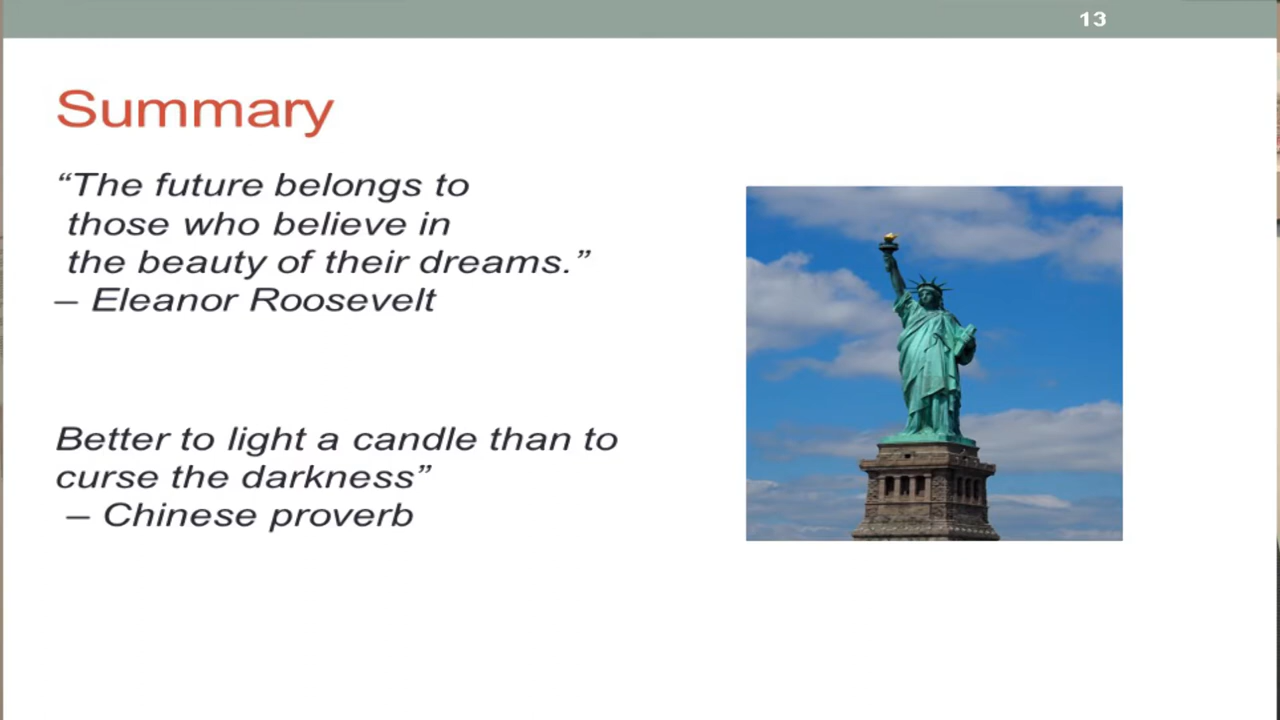 13
Summary
“The future belongs to
those who believe in
the beauty of their dreams.”
– Eleanor Roosevelt
Better to light a candle than to
curse the darkness”
– Chinese proverb